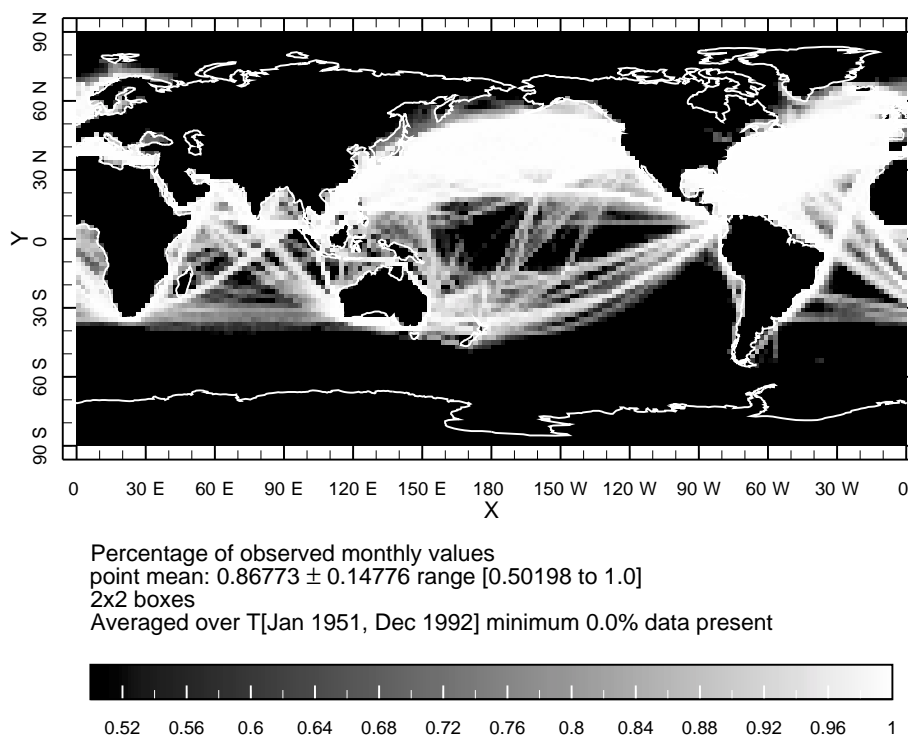 90 N
60 N
30 N
0
30 S
60 S
90 S
Y
0 30 E 60 E 90 E 120 E 150 E 180 150 W 120 W 90 W 60 W 30 W 0
X
Percentage of observed monthly values
point mean: 0.86773 ± 0.14776 range [0.50198 to 1.0]
2x2 boxes
Averaged over T[Jan 1951, Dec 1992] minimum 0.0% data present
0.52 0.56 0.6 0.64 0.68 0.72 0.76 0.8 0.84 0.88 0.92 0.96 1